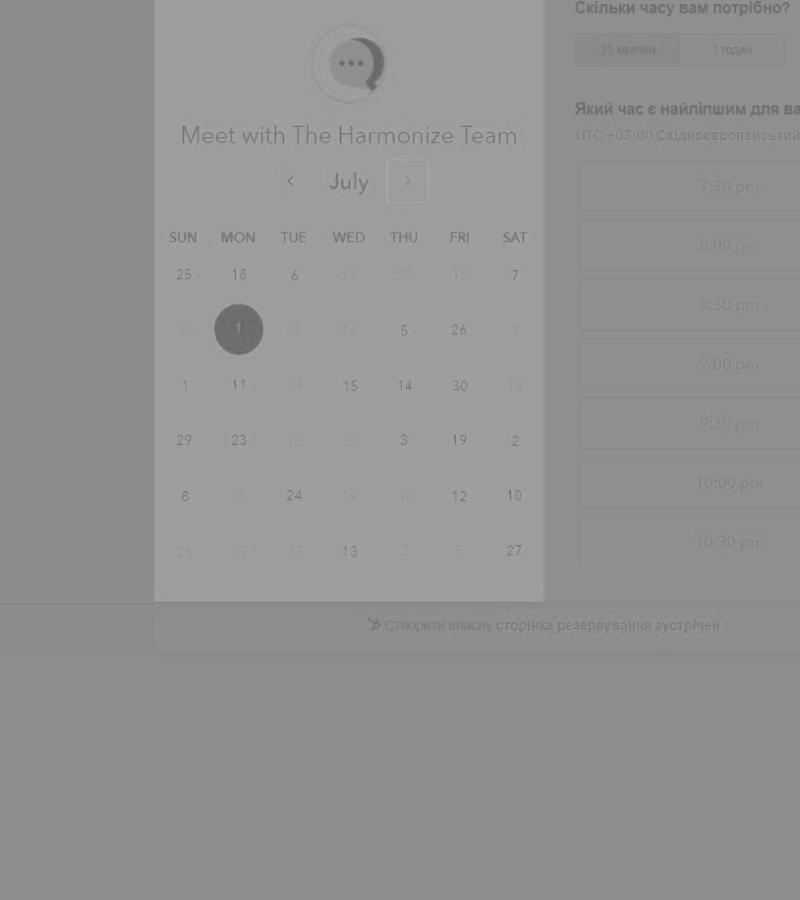 Meet with The Harmonize Team
July
SUN MON TUE WED THU FRI SAT
25 18 6 11 27 15 7
10 1 28 26 5 26 3
1 11 14 15 14 30 14
29 23 18 30 3 19 2
8 2 24 19 10 12 10
26 17 17 13 2 5 27
Скільки часу вам потрібно?
30 хвилин 1 годин
Який час є найліпшим для
UTC +03:00 Східноєвропейський
7:30 pm
8:00 pm
8:30 pm
9:00 pm
9:30 pm
10:00 pm
10:30 pm
Створити власну сторінка резервування зустрічей